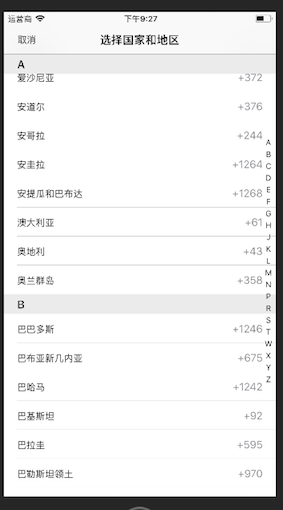 运营商 下午9:27
取消 选择国家和地区
A
爱沙尼亚 +372
安道尔 +376
安哥拉 +244
安圭拉 +1264
安提瓜和巴布达 +1268
澳大利亚 +61
奥地利 +43
奥兰群岛 +358
B
巴巴多斯 +1246
巴布亚新几内亚 +675
巴哈马 +1242
巴基斯坦 +92
巴拉圭 +595
巴勒斯坦领土 +970
A
B
C
D
E
F
G
H
J
K
L
M
N
P
R
S
T
W
X
Y
Z